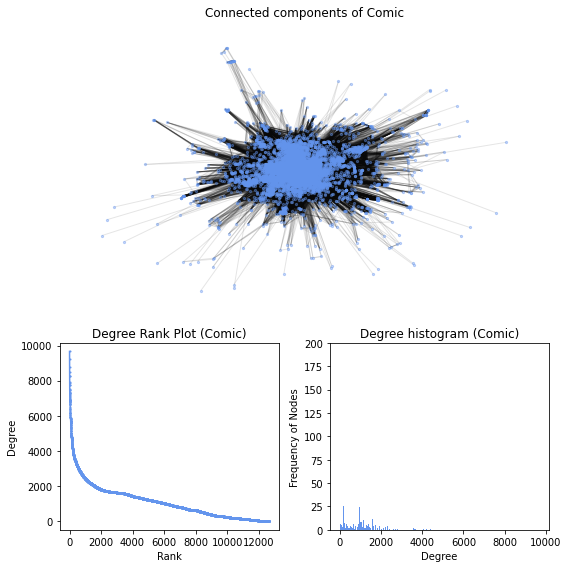 Connected components of Comic
Degree Rank Plot (Comic)
Degree histogram (Comic)
10000
8000
6000
4000
2000
0
Degree
0 2000 4000 6000 8000 10000 12000
Rank
200
175
150
125
100
75
50
25
0
Frequency of Nodes
0 2000 4000 6000 8000 10000
Degree